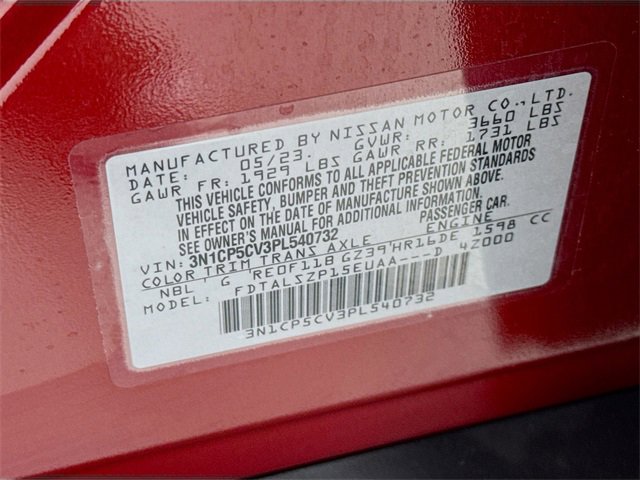 MANUFACTURED BY NISSAN MOTOR CO., LTD.
DATE: 05/23. GVWR: 3660 LBS
GAWR FR: 1929 LBS GAWR RR: 1731 LBS
THIS VEHICLE CONFORMS TO ALL APPLICABLE FEDERAL MOTOR
VEHICLE SAFETY, BUMPER AND THEFT PREVENTION STANDARDS
IN EFFECT ON THE DATE OF MANUFACTURE SHOWN ABOVE.
SEE OWNER'S MANUAL FOR ADDITIONAL INFORMATION.
VIN: 3N1CP5CV3PL540732 PASSENGER CAR.
COLOR TRIM TRANS AXLE ENGINE
NBL G RE0F11B GZ39 HR16DE 1598 CC
MODEL: FDTALSZP15EUAA---D 4Z000
3N1CP5CV3PL540732